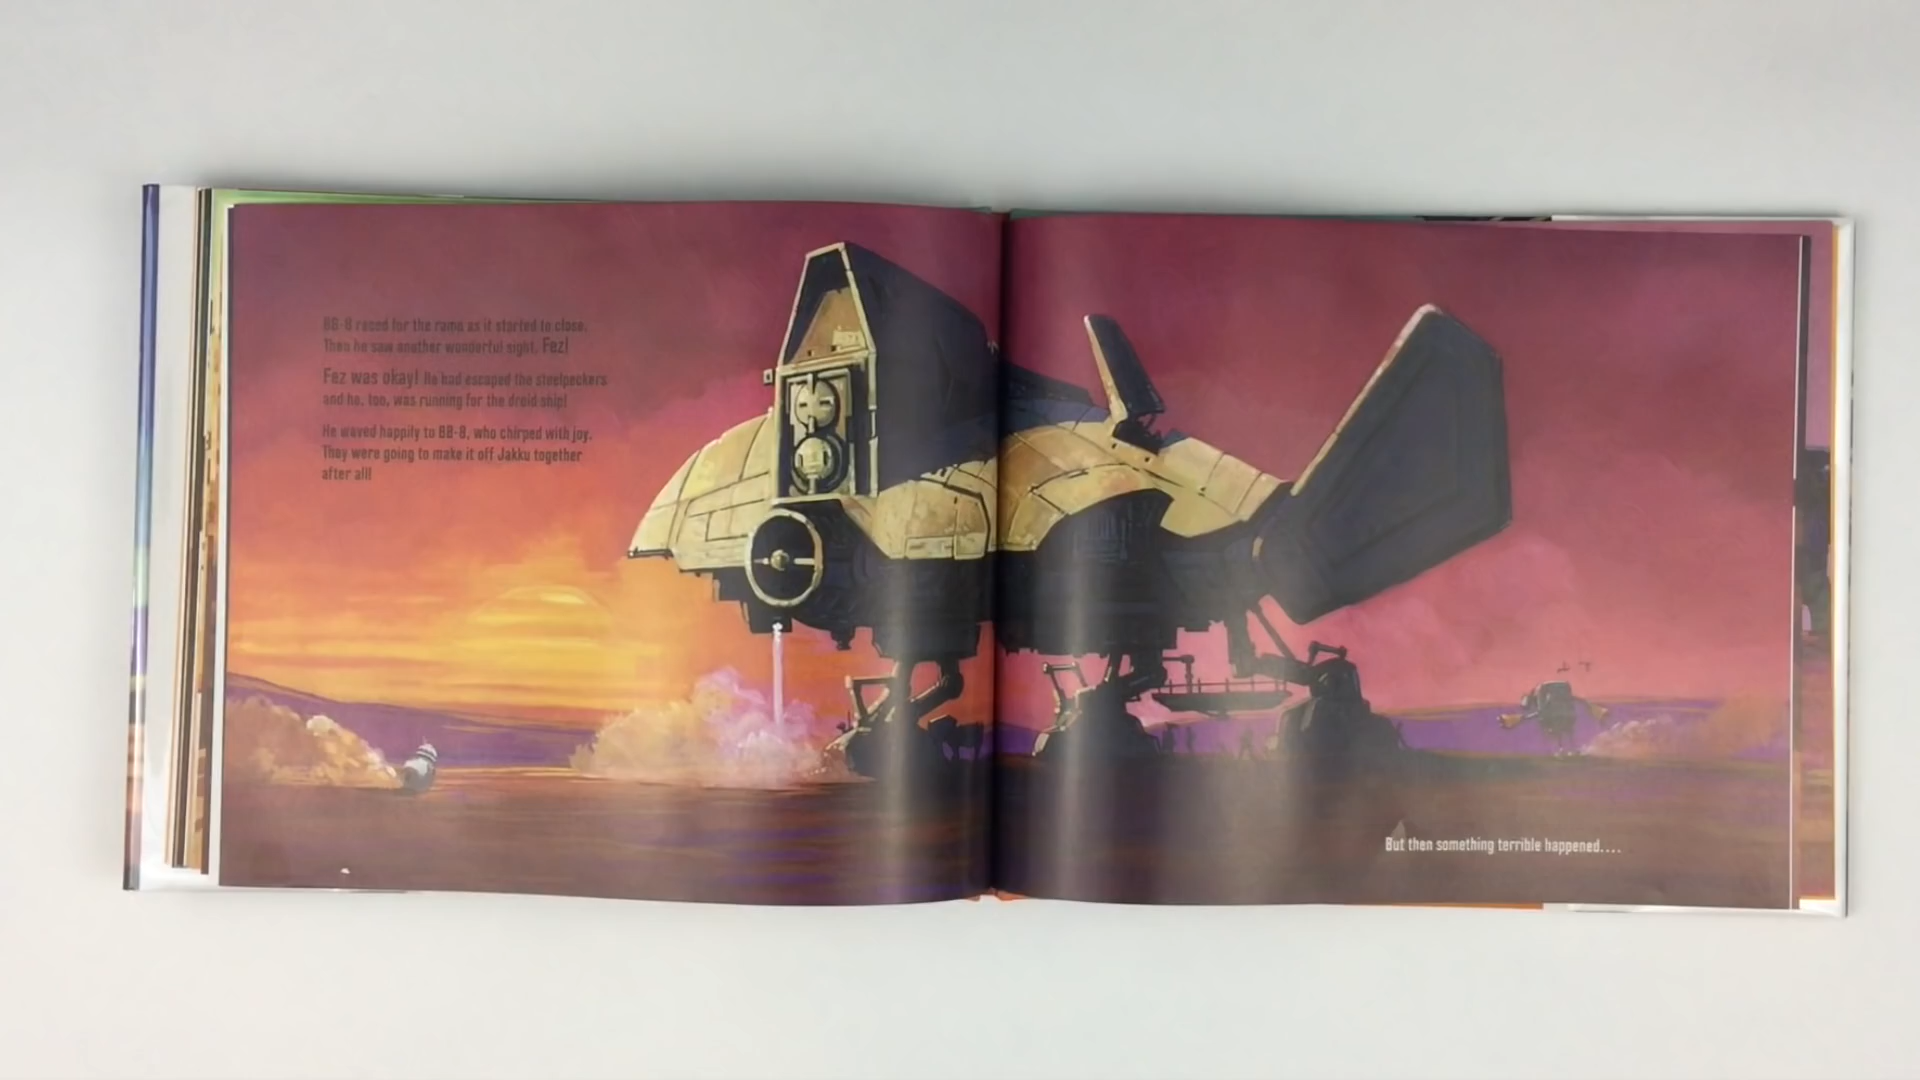 BB-8 raced for the ramp as it started to close.
Then he saw another wonderful sight. Fez!
Fez was okay! He had escaped the steelpeckers
and he, too, was running for the droid ship!
He waved happily to BB-8, who chirped with joy.
They were going to make it off Jakku together
after all!
But then something terrible happened....